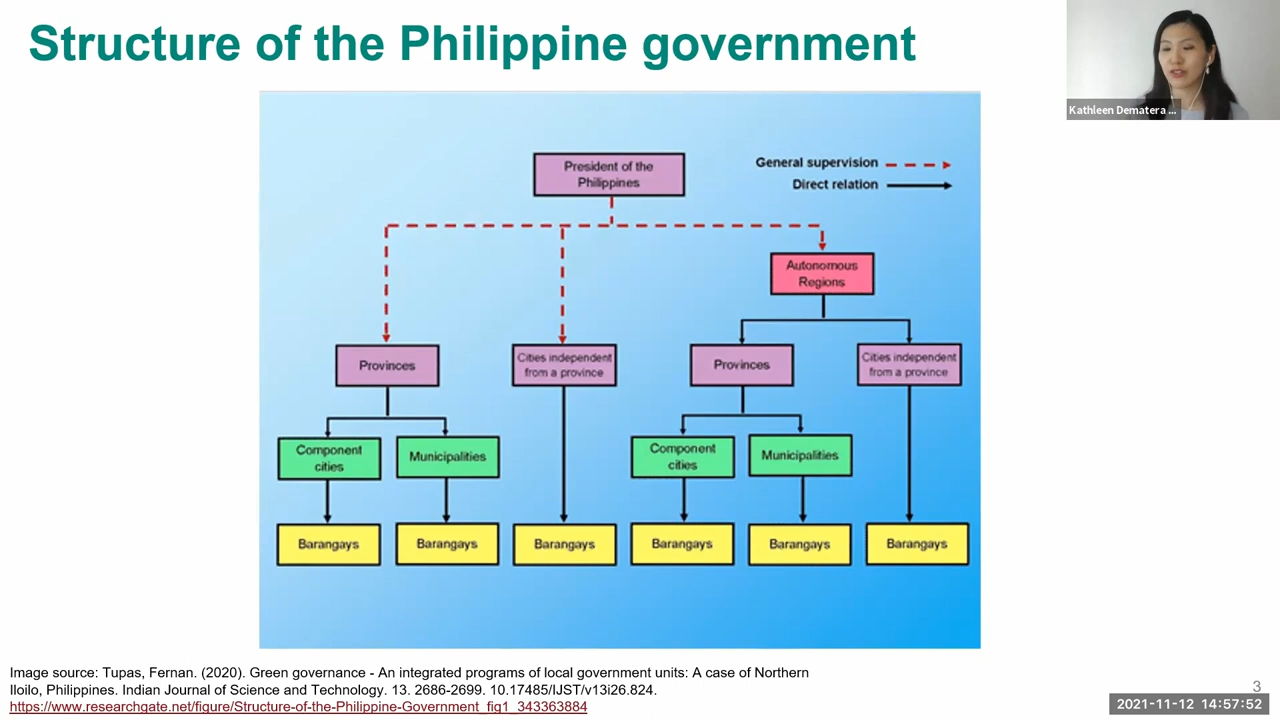 Structure of the Philippine government
Kathleen Dematera ...
President of the
Philippines
General supervision
Direct relation
Autonomous
Regions
Provinces
Cities independent
from a province
Provinces
Cities independent
from a province
Component
cities
Municipalities
Component
cities
Municipalities
Barangays
Barangays
Barangays
Barangays
Barangays
Barangays
Image source: Tupas, Fernan. (2020). Green governance - An integrated programs of local government units: A case of Northern
Iloilo, Philippines. Indian Journal of Science and Technology. 13. 2686-2699. 10.17485/IJST/v13i26.824.
https://www.researchgate.net/figure/Structure-of-the-Philippine-Government_fig1_343363884
3
2021-11-12 14:57:52